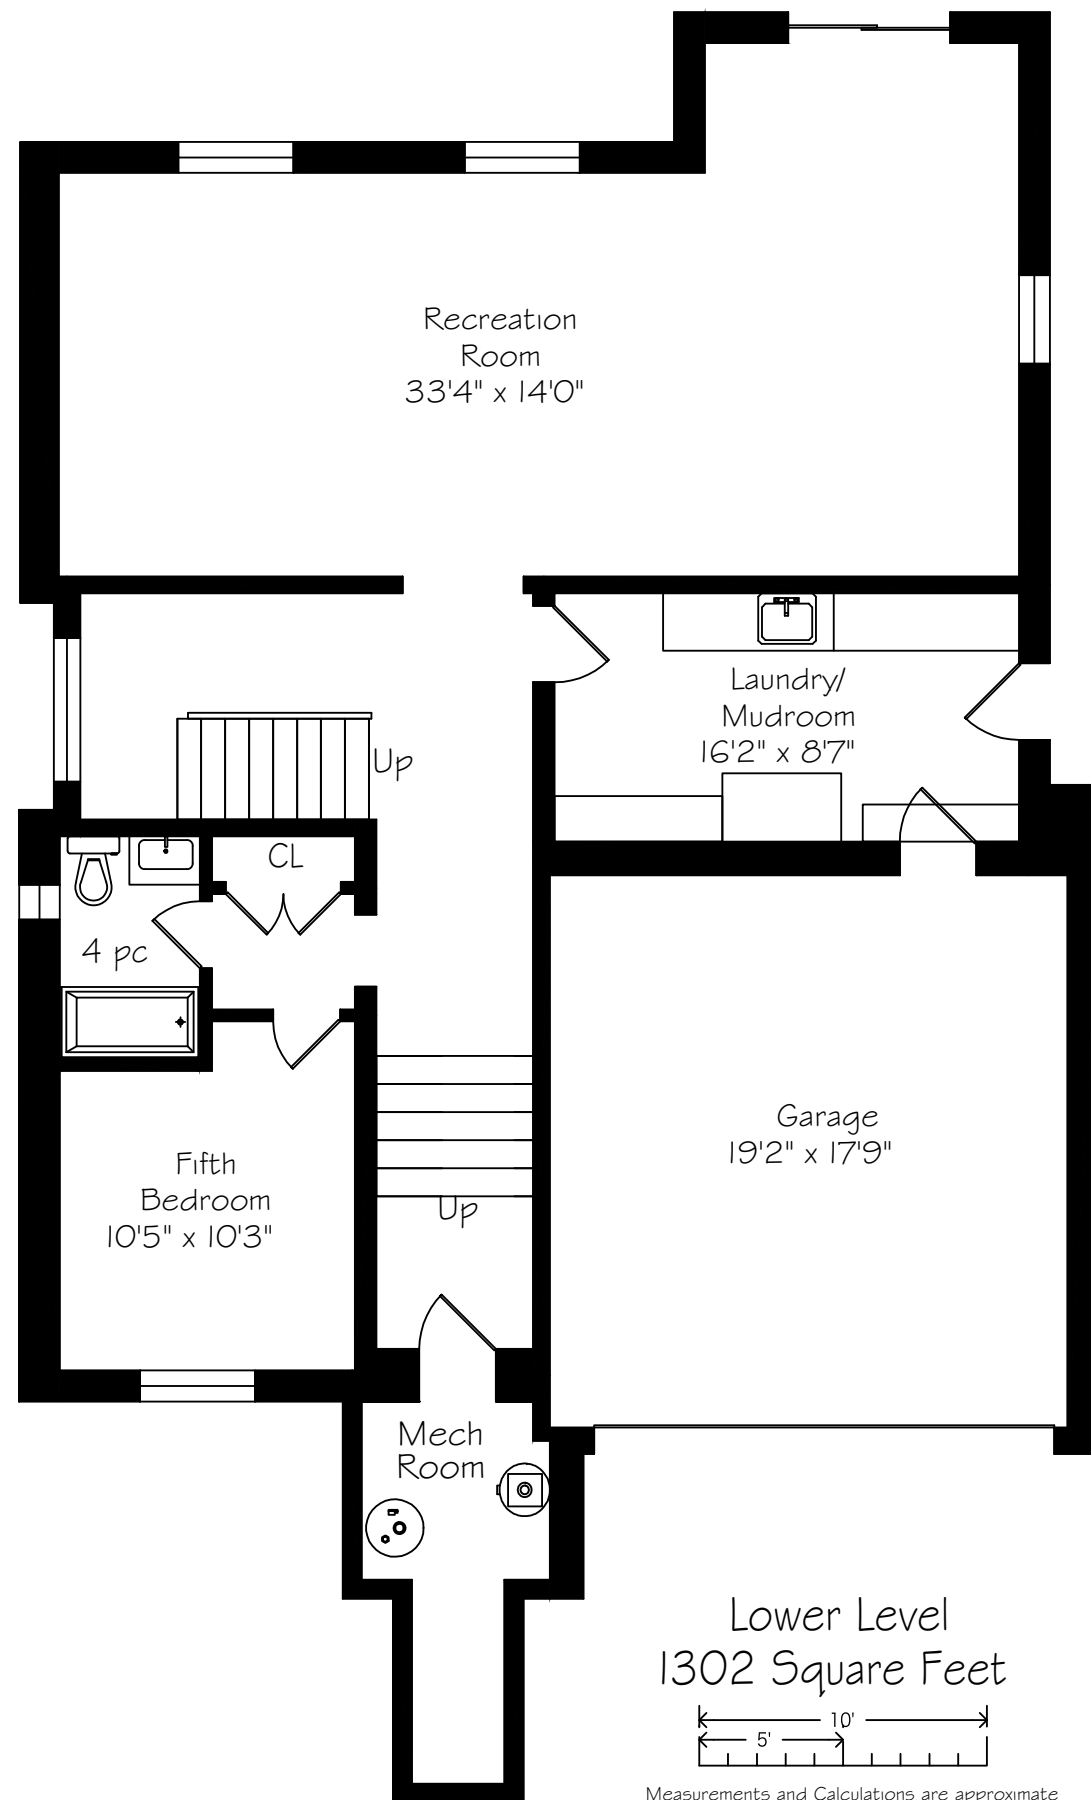 Recreation
Room
33'4" x 14'0"
Laundry/
Mudroom
16'2" x 8'7"
Up
CL
4 pc
Garage
19'2" x 17'9"
Fifth
Bedroom
10'5" x 10'3"
Up
Mech
Room
Lower Level
1302 Square Feet
10'
5'
Measurements and Calculations are approximate